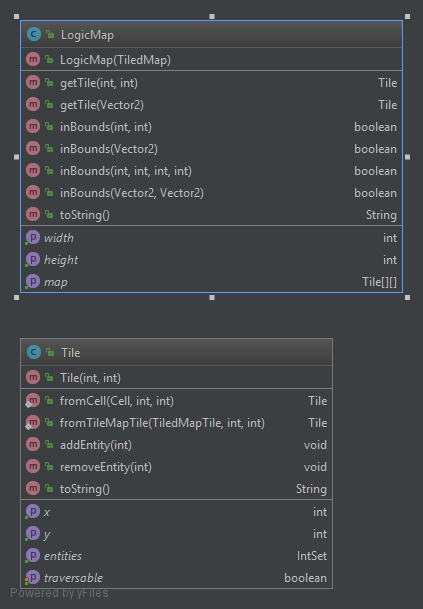 LogicMap
LogicMap(TiledMap)
getTile(int, int) Tile
getTile(Vector2) Tile
inBounds(int, int) boolean
inBounds(Vector2) boolean
inBounds(int, int, int, int) boolean
inBounds(Vector2, Vector2) boolean
toString() String
width int
height int
map Tile[][]
Tile
Tile(int, int)
fromCell(Cell, int, int) Tile
fromTileMapTile(TiledMapTile, int, int) Tile
addEntity(int) void
removeEntity(int) void
toString() String
x int
y int
entities IntSet
traversable boolean
Powered by yFiles